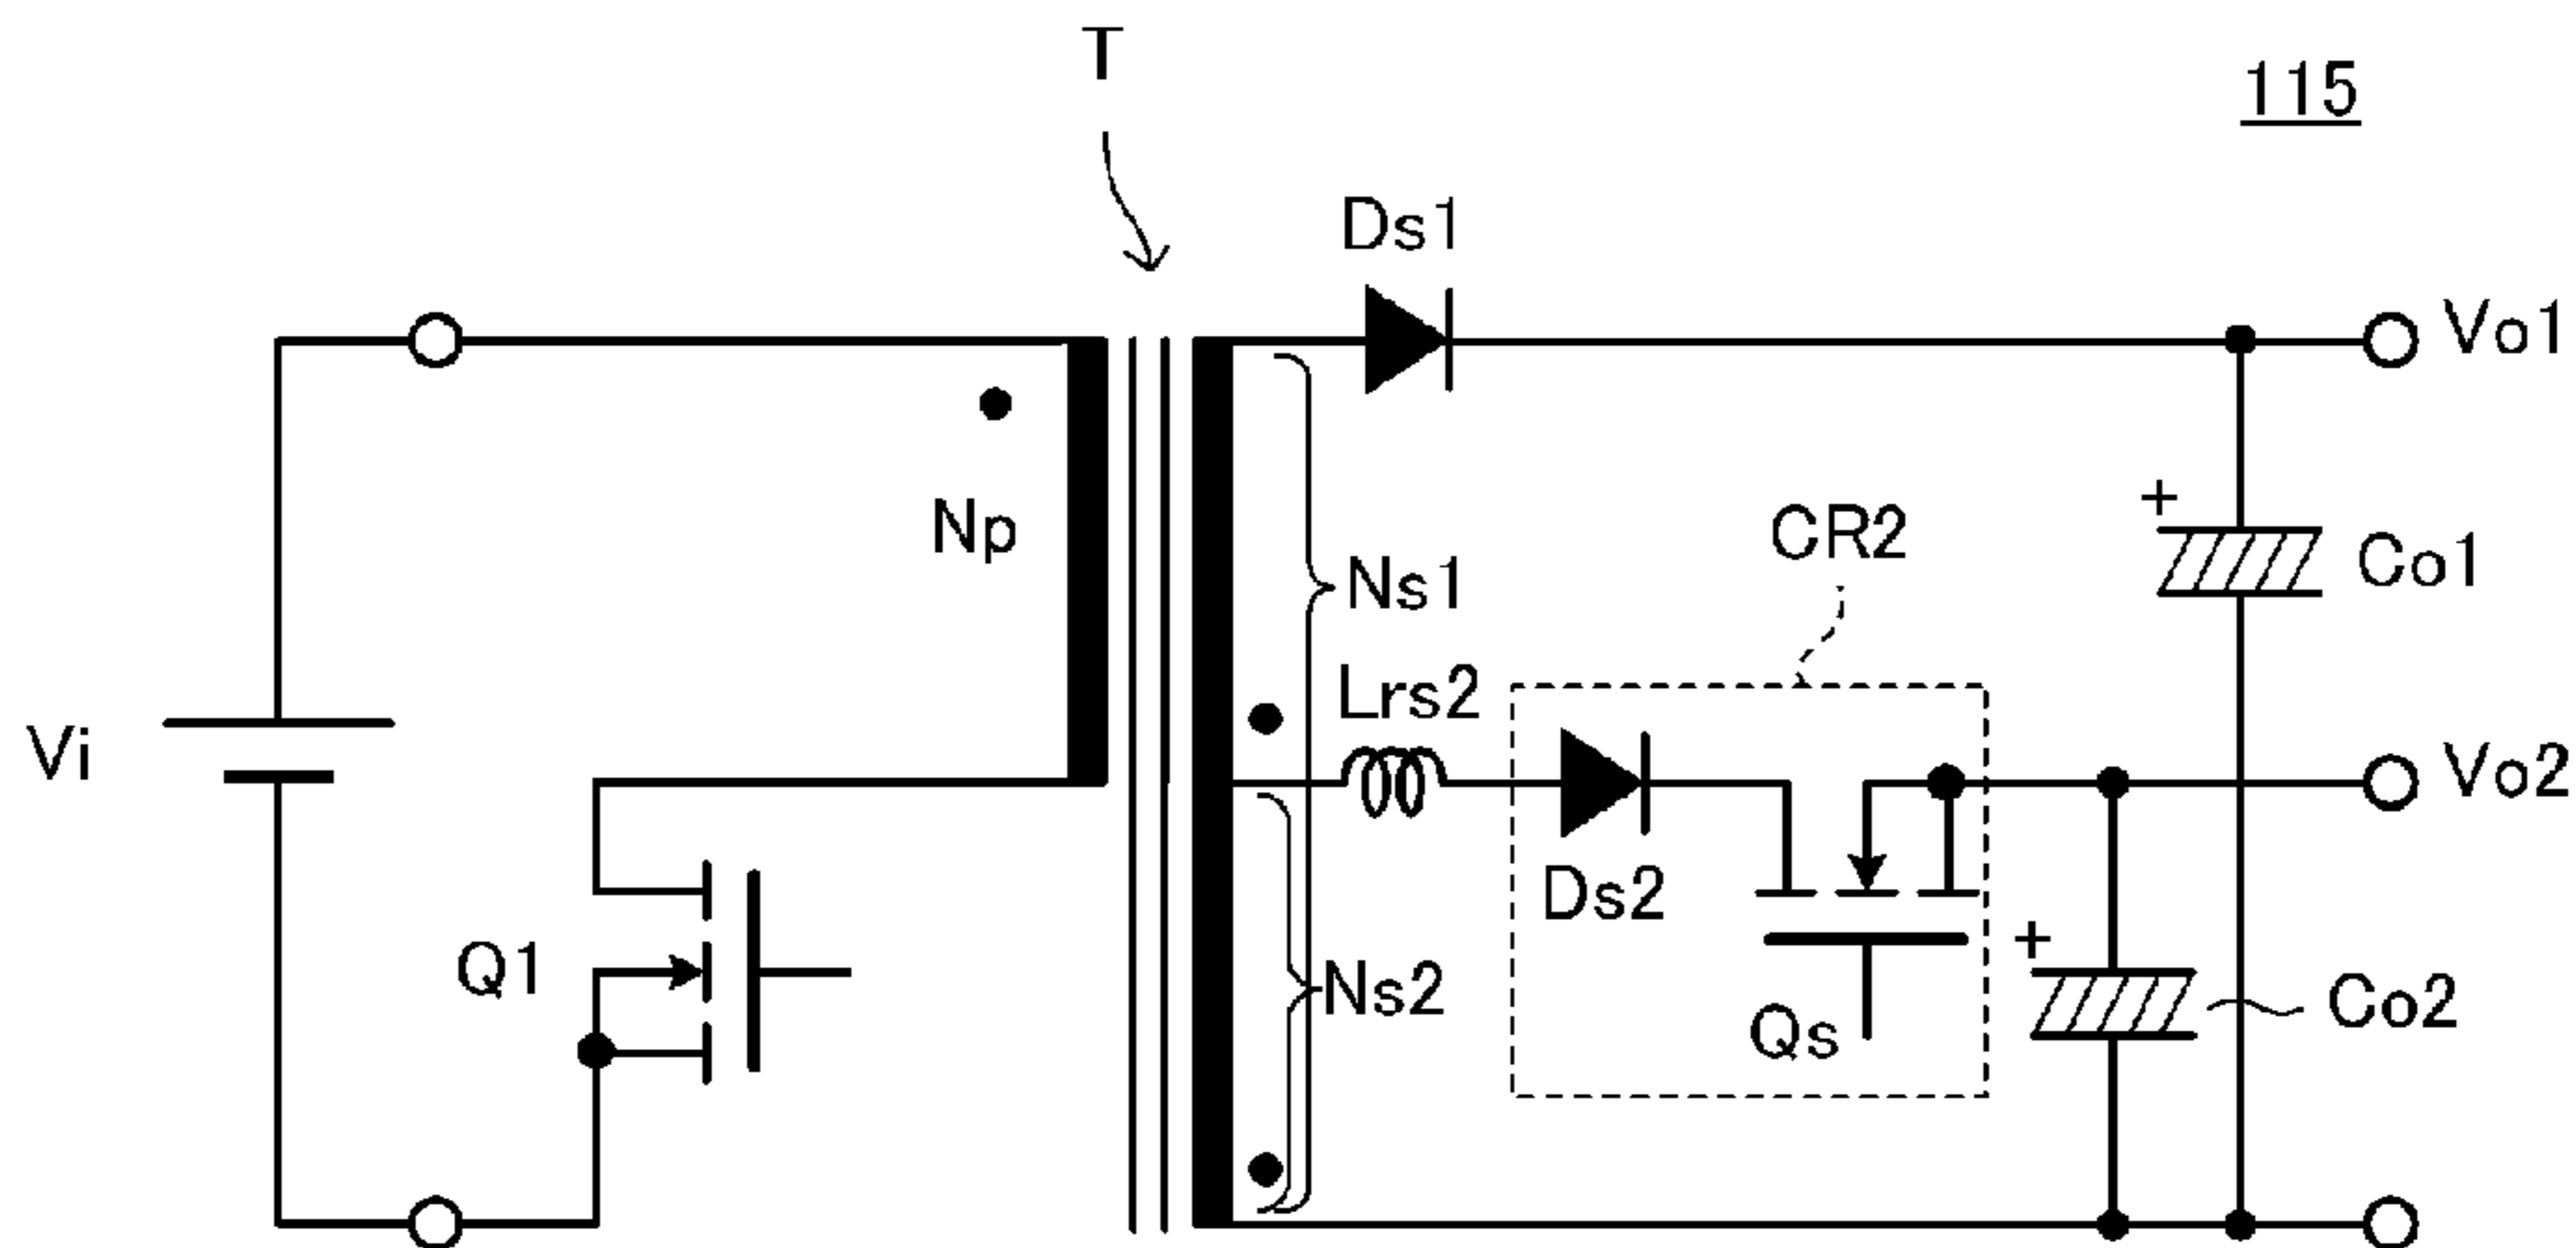 T
115
Ds1
Vo1
Np
CR2
+
Co1
Ns1
Lrs2
Vi
Vo2
Ds2
Q1
+
Ns2
Qs
Co2